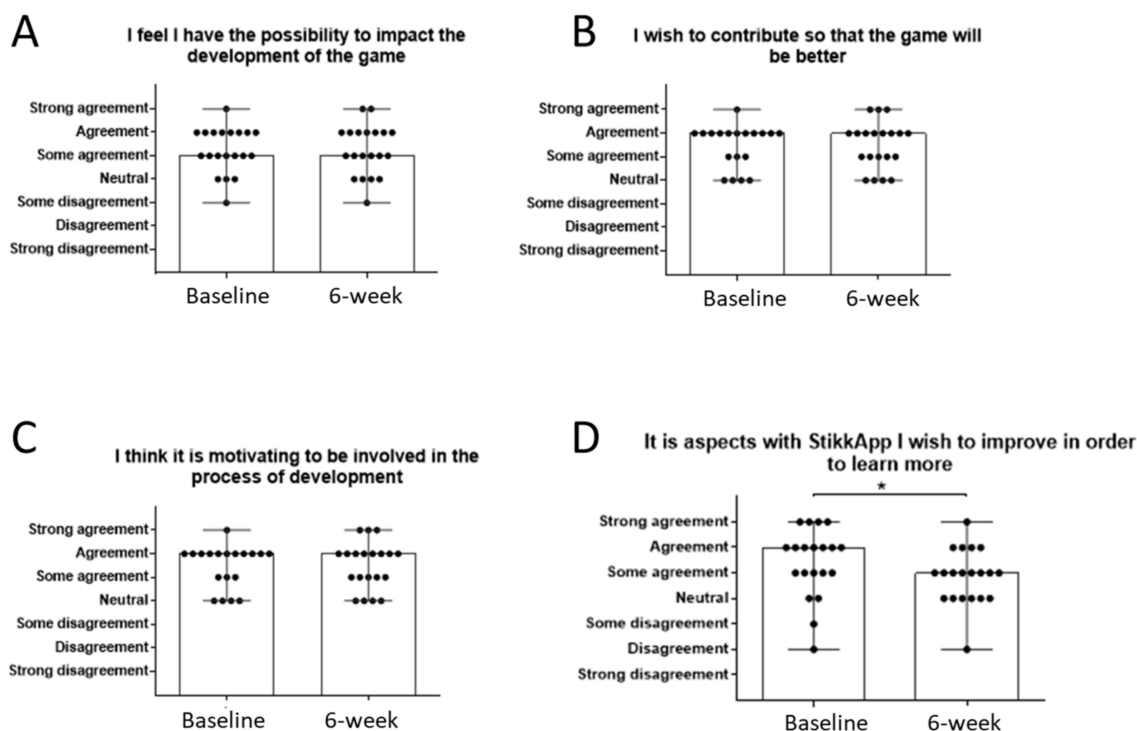 A
I feel I have the possibility to impact the
development of the game
Strong agreement
Agreement
Some agreement
Neutral
Some disagreement
Disagreement
Strong disagreement
Baseline
6-week
B
I wish to contribute so that the game will
be better
Strong agreement
Agreement
Some agreement
Neutral
Some disagreement
Disagreement
Strong disagreement
Baseline
6-week
C
I think it is motivating to be involved in the
process of development
Strong agreement
Agreement
Some agreement
Neutral
Some disagreement
Disagreement
Strong disagreement
Baseline
6-week
D
It is aspects with StikkApp I wish to improve in order
to learn more
*
Strong agreement
Agreement
Some agreement
Neutral
Some disagreement
Disagreement
Strong disagreement
Baseline
6-week